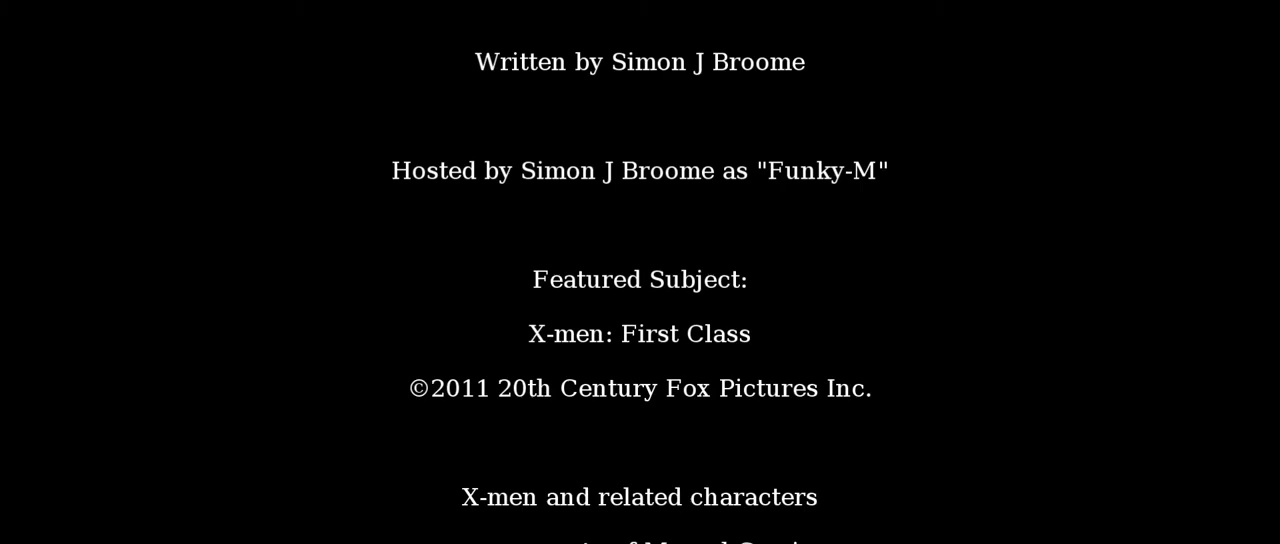 Written by Simon J Broome
Hosted by Simon J Broome as "Funky-M"
Featured Subject:
X-men: First Class
©2011 20th Century Fox Pictures Inc.
X-men and related characters